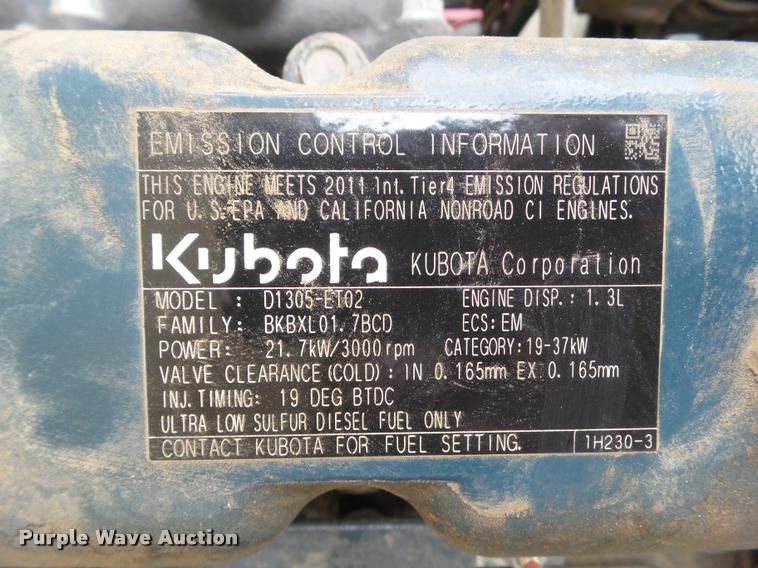 EMISSION CONTROL INFORMATION
THIS ENGINE MEETS 2011 Int. Tier4 EMISSION REGULATIONS
FOR U.S.EPA AND CALIFORNIA NONROAD CI ENGINES.
Kubota KUBOTA Corporation
MODEL : D1305-ET02 ENGINE DISP.: 1.3L
FAMILY: BKBXL01.7BCD ECS: EM
POWER: 21.7kW/3000rpm CATEGORY: 19-37kW
VALVE CLEARANCE(COLD): IN 0.165mm EX 0.165mm
INJ.TIMING: 19 DEG BTDC
ULTRA LOW SULFUR DIESEL FUEL ONLY
CONTACT KUBOTA FOR FUEL SETTING. 1H230-3
Purple Wave Auction